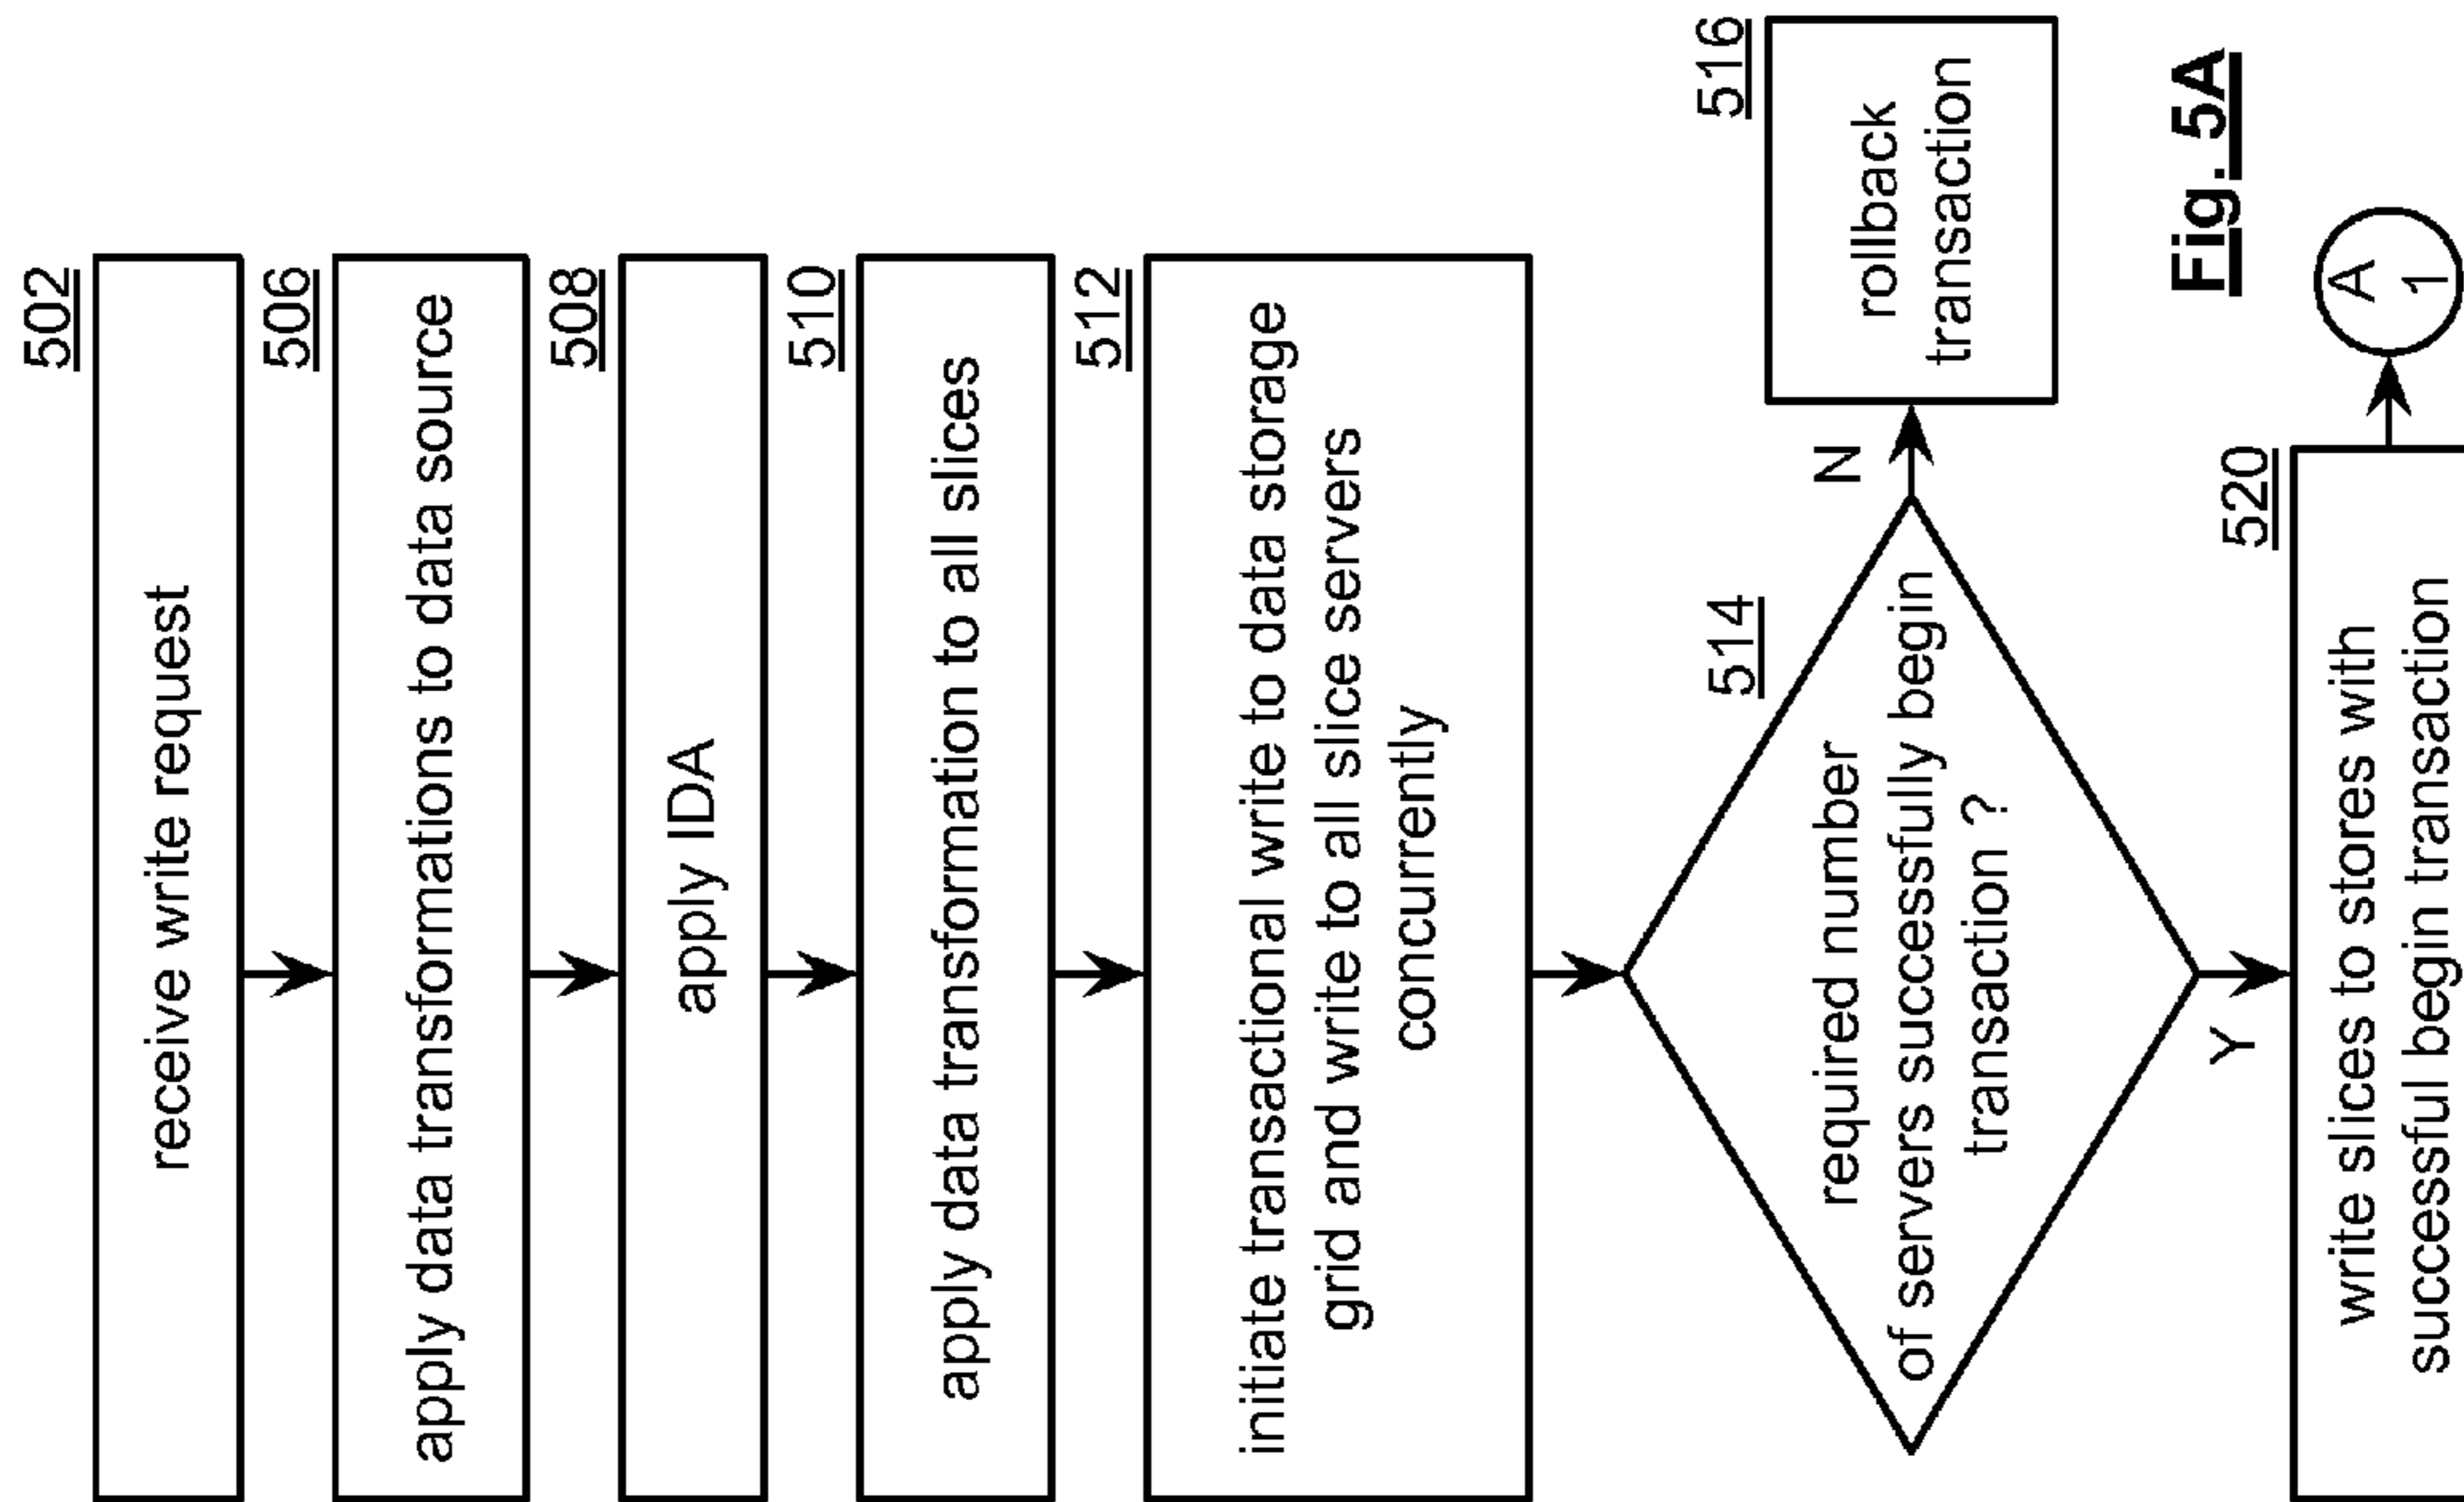 502
receive write request
506
apply data transformations to data source
508
apply IDA
510
apply data transformation to all slices
512
initiate transactional write to data storage
grid and write to all slice servers
concurrently
514
required number
of servers successfully begin
transaction ?
N
516
rollback
transaction
Y
520
write slices to stores with
successful begin transaction
A
1
Fig. 5A